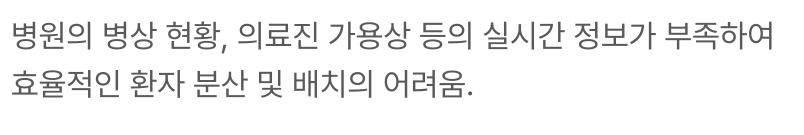 병원의 병상 현황, 의료진 가용상 등의 실시간 정보가 부족하여
효율적인 환자 분산 및 배치의 어려움.